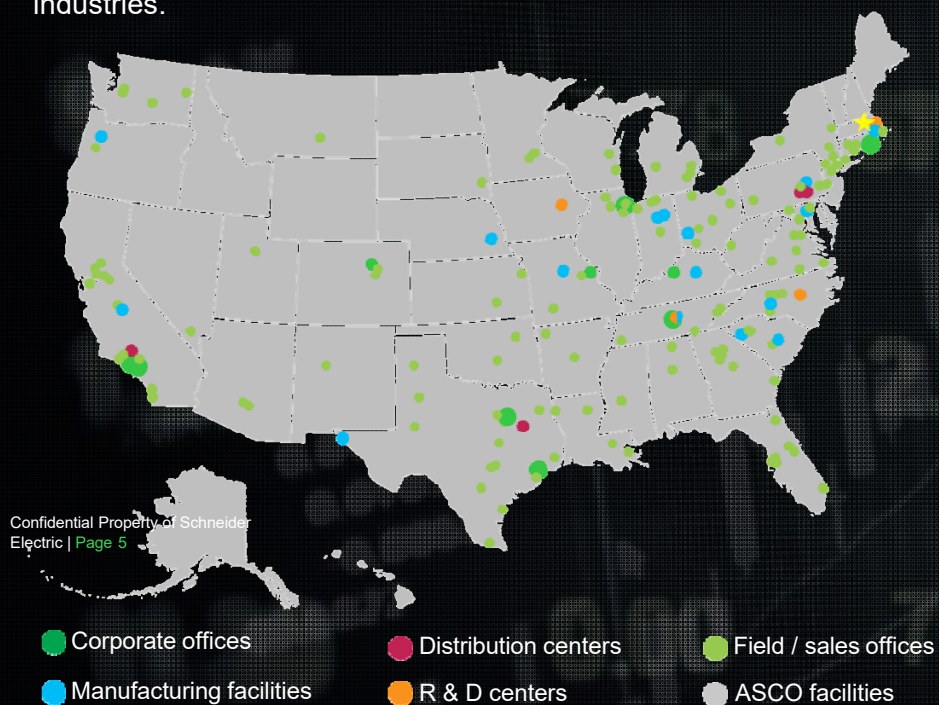 industries.
Confidential Property of Schneider
Electric | Page 5
Corporate offices
Distribution centers
Field / sales offices
Manufacturing facilities
R & D centers
ASCO facilities